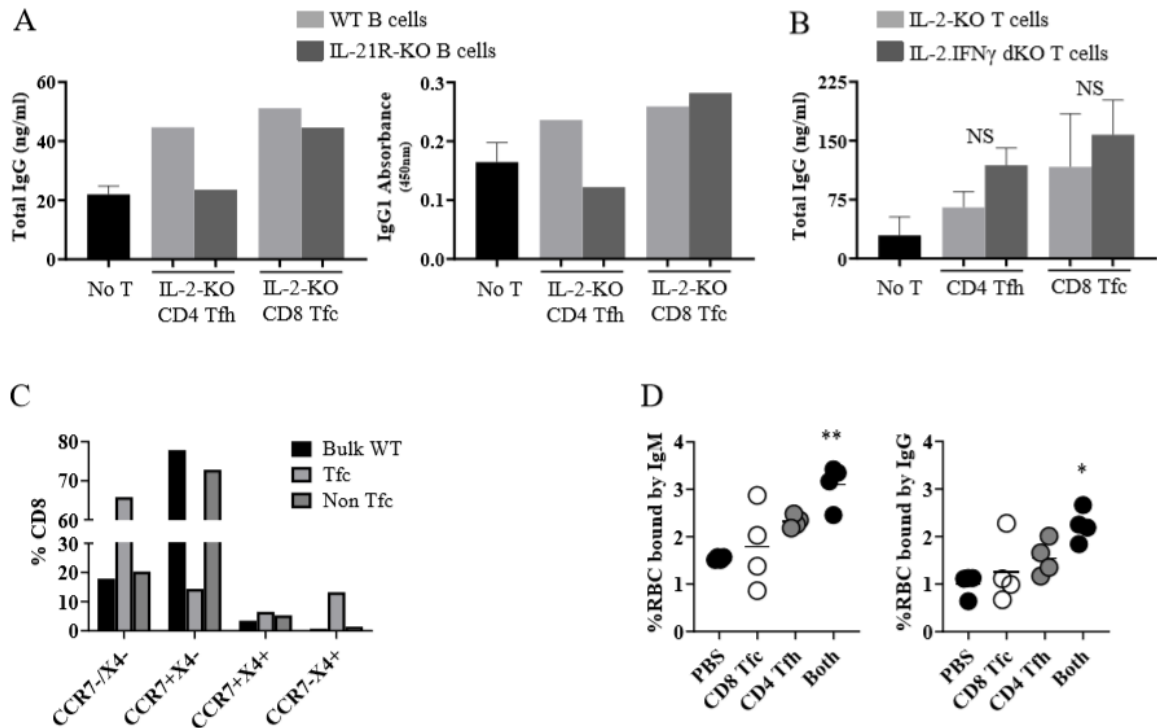 A
WT B cells
IL-21R-KO B cells
Total IgG (ng/ml)
60
40
20
0
No T
IL-2-KO
CD4 Tfh
IL-2-KO
CD8 Tfc
IgG1 Absorbance
(450nm)
0.3
0.2
0.1
0.0
No T
IL-2-KO
CD4 Tfh
IL-2-KO
CD8 Tfc
B
IL-2-KO T cells
IL-2.IFNγ dKO T cells
Total IgG (ng/ml)
225
150
75
0
NS
NS
No T
CD4 Tfh
CD8 Tfc
C
% CD8
80
70
60
30
20
10
0
Bulk WT
Tfc
Non Tfc
CCR7-/X4-
CCR7+X4-
CCR7+X4+
CCR7-X4+
D
%RBC bound by IgM
4
3
2
1
0
**
PBS
CD8 Tfc
CD4 Tfh
Both
%RBC bound by IgG
4
3
2
1
0
*
PBS
CD8 Tfc
CD4 Tfh
Both